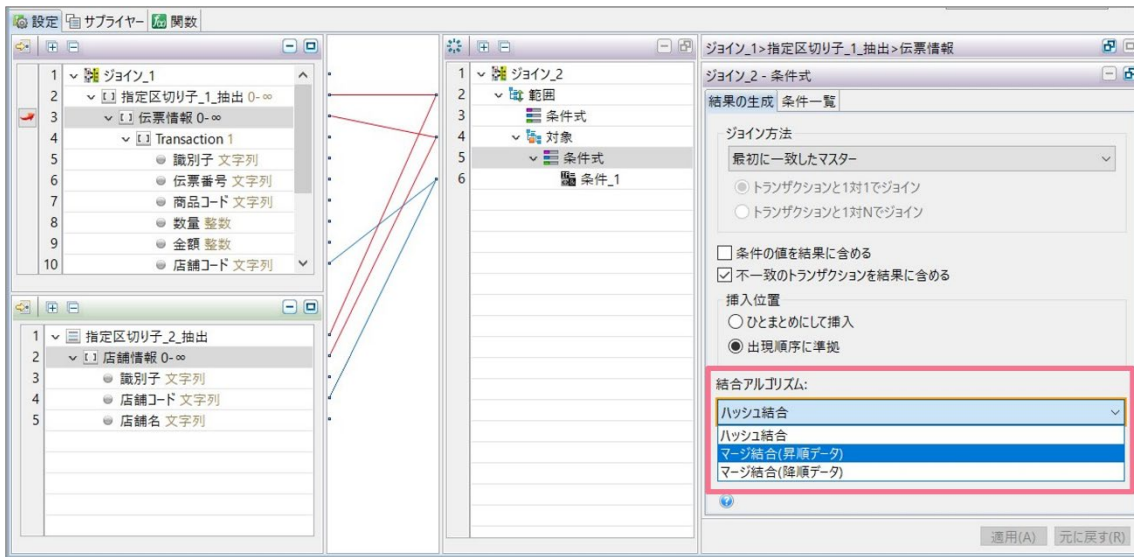 設定 サプライヤー 関数
1 ジョイン_1
2 指定区切り子_1_抽出 0-∞
3 伝票情報 0-∞
4 Transaction 1
5 識別子 文字列
6 伝票番号 文字列
7 商品コード 文字列
8 数量 整数
9 金額 整数
10 店舗コード 文字列
1 指定区切り子_2_抽出
2 店舗情報 0-∞
3 識別子 文字列
4 店舗コード 文字列
5 店舗名 文字列
1 ジョイン_2
2 範囲
3 条件式
4 対象
5 条件式
6 条件_1
ジョイン_1>指定区切り子_1_抽出>伝票情報
ジョイン_2 - 条件式
結果の生成 条件一覧
ジョイン方法
最初に一致したマスター
トランザクションと1対1でジョイン
トランザクションと1対Nでジョイン
条件の値を結果に含める
不一致のトランザクションを結果に含める
挿入位置
ひとまとめにして挿入
出現順序に準拠
結合アルゴリズム:
ハッシュ結合
ハッシュ結合
マージ結合(昇順データ)
マージ結合(降順データ)
適用(A) 元に戻す(R)